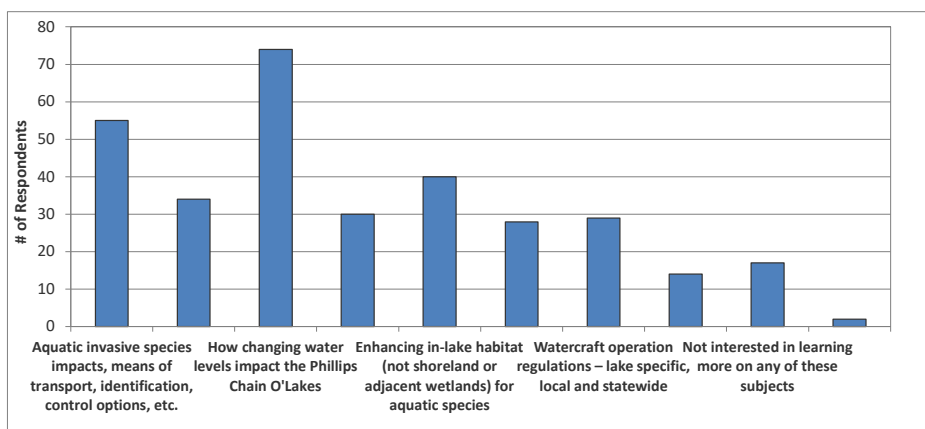 80
70
60
50
40
30
20
10
0
# of Respondents
Aquatic invasive species
impacts, means of
transport, identification,
control options, etc.
How changing water
levels impact the Phillips
Chain O'Lakes
Enhancing in-lake habitat
(not shoreland or
adjacent wetlands) for
aquatic species
Watercraft operation
regulations – lake specific,
local and statewide
Not interested in learning
more on any of these
subjects